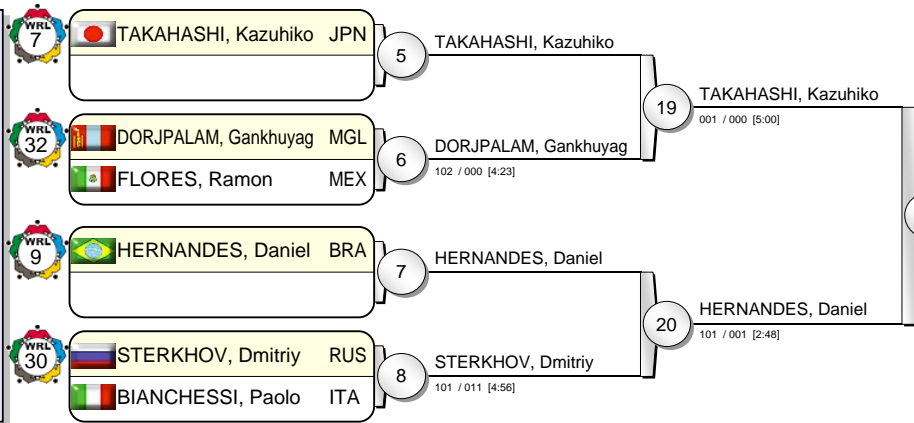 WRL
7
TAKAHASHI, Kazuhiko JPN
5
TAKAHASHI, Kazuhiko
19
TAKAHASHI, Kazuhiko
001 / 000 [5:00]
WRL
32
DORJPALAM, Gankhuyag MGL
FLORES, Ramon MEX
6
DORJPALAM, Gankhuyag
102 / 000 [4:23]
WRL
9
HERNANDES, Daniel BRA
7
HERNANDES, Daniel
20
HERNANDES, Daniel
101 / 001 [2:48]
WRL
30
STERKHOV, Dmitriy RUS
BIANCHESSI, Paolo ITA
8
STERKHOV, Dmitriy
101 / 011 [4:56]